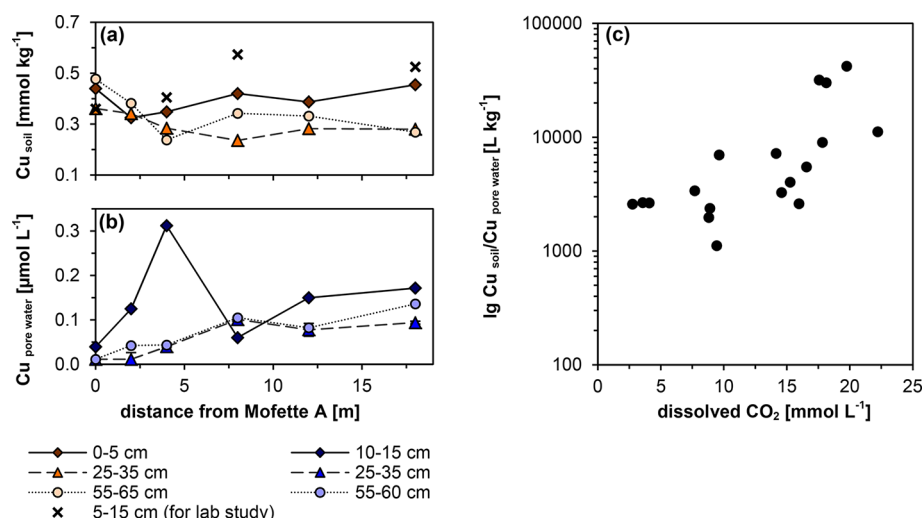 (a)
0.7
0.5
0.3
0.1
Cu soil [mmol kg⁻¹]
(b)
0.3
0.2
0.1
0.0
Cu pore water [µmol L⁻¹]
0 5 10 15
distance from Mofette A [m]
0-5 cm
25-35 cm
55-65 cm
5-15 cm (for lab study)
10-15 cm
25-35 cm
55-60 cm
(c)
100000
10000
1000
100
lg Cu soil/Cu pore water [L kg⁻¹]
0 5 10 15 20 25
dissolved CO₂ [mmol L⁻¹]